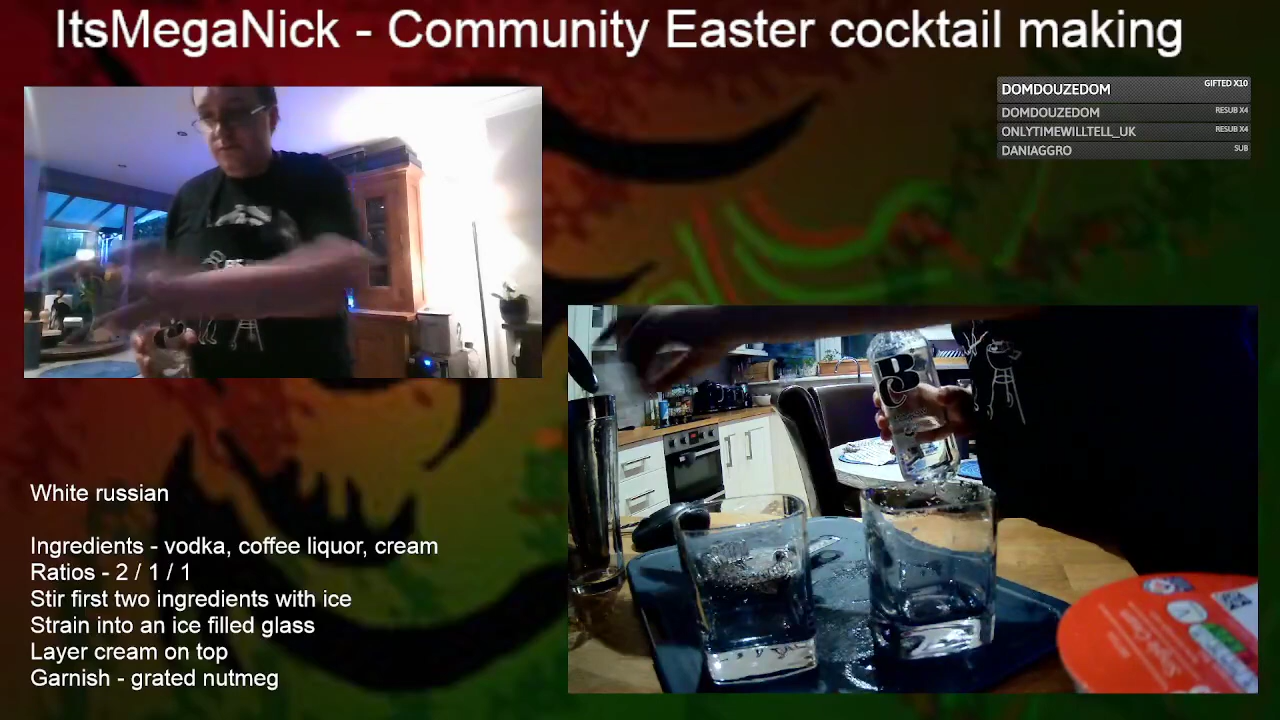 ItsMegaNick - Community Easter cocktail making
DOMDOUZEDOM GIFTED X10
DOMDOUZEDOM RESUB X4
ONLYTIMEWILLTELL_UK RESUB X4
DANIAGGRO SUB
White russian
Ingredients - vodka, coffee liquor, cream
Ratios - 2 / 1 / 1
Stir first two ingredients with ice
Strain into an ice filled glass
Layer cream on top
Garnish - grated nutmeg
Single Cream